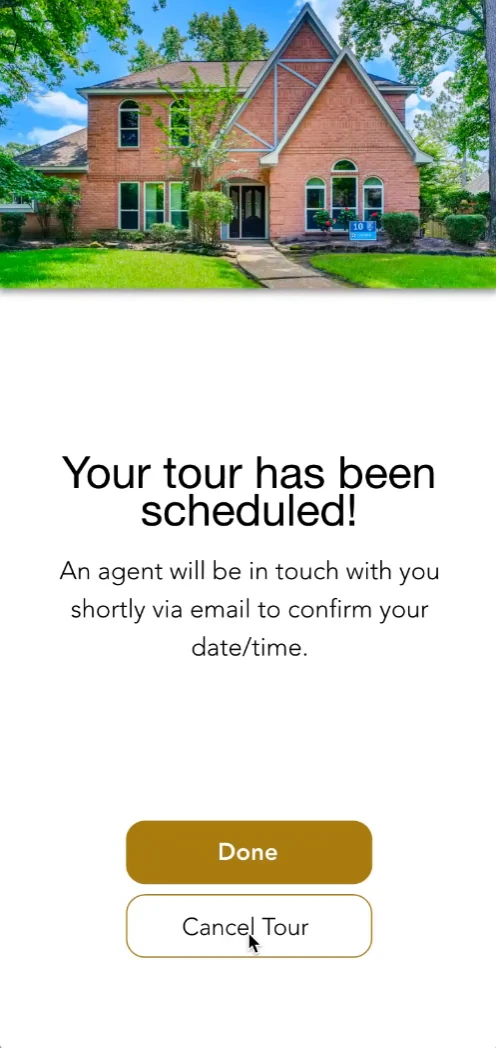 10
Your tour has been
scheduled!
An agent will be in touch with you
shortly via email to confirm your
date/time.
Done
Cancel Tour